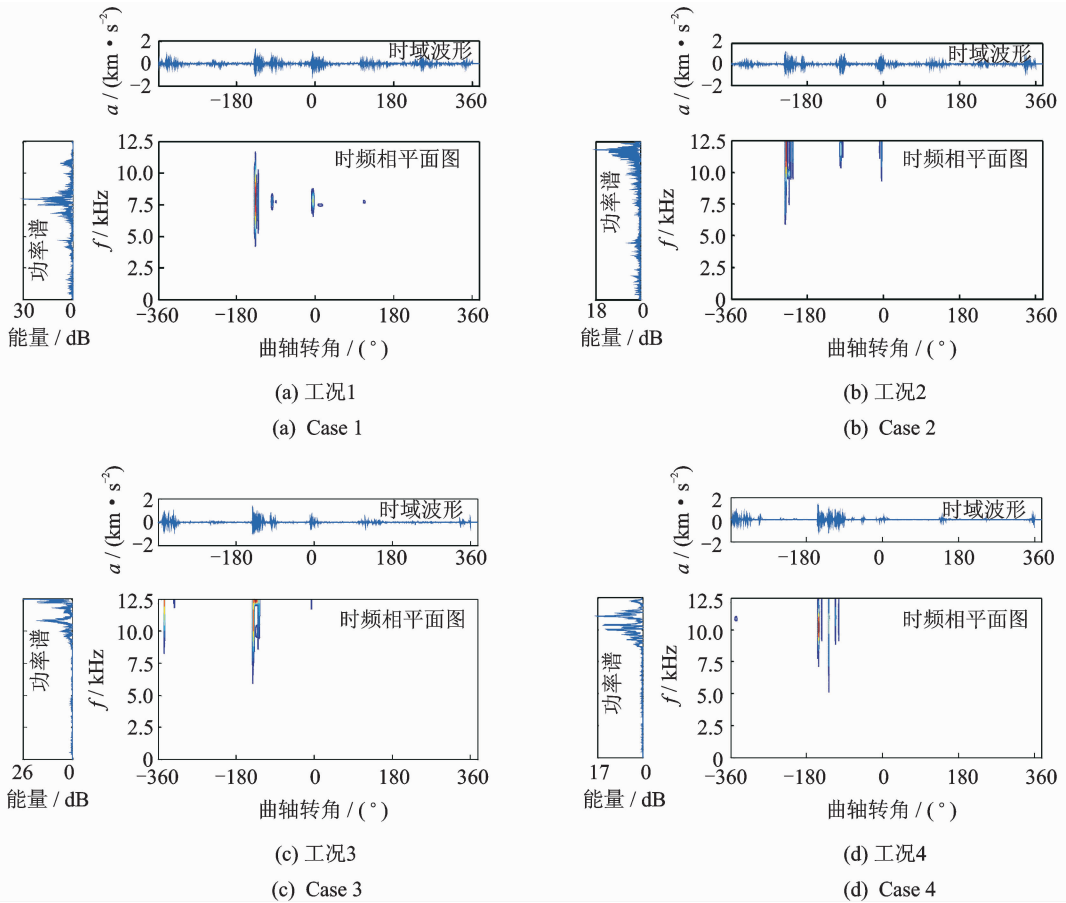 a / (km • s⁻²)
2
0
−2
时域波形
−180
0
180
360
功率谱
30
0
能量 / dB
f / kHz
12.5
10.0
7.5
5.0
2.5
0
时频相平面图
−360
−180
0
180
360
曲轴转角 / (°)
(a) 工况1
(a) Case 1
a / (km • s⁻²)
2
0
−2
时域波形
−180
0
180
360
功率谱
18
0
能量 / dB
f / kHz
12.5
10.0
7.5
5.0
2.5
0
时频相平面图
−360
−180
0
180
360
曲轴转角 / (°)
(b) 工况2
(b) Case 2
a / (km • s⁻²)
2
0
−2
时域波形
−180
0
180
360
功率谱
26
0
能量 / dB
f / kHz
12.5
10.0
7.5
5.0
2.5
0
时频相平面图
−360
−180
0
180
360
曲轴转角 / (°)
(c) 工况3
(c) Case 3
a / (km • s⁻²)
2
0
−2
时域波形
−180
0
180
360
功率谱
17
0
能量 / dB
f / kHz
12.5
10.0
7.5
5.0
2.5
0
时频相平面图
−360
−180
0
180
360
曲轴转角 / (°)
(d) 工况4
(d) Case 4